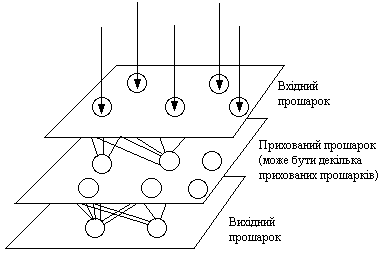 Вхідний
прошарок
Прихований прошарок
(може бути декілька
прихованих прошарків)
Вихідний
прошарок